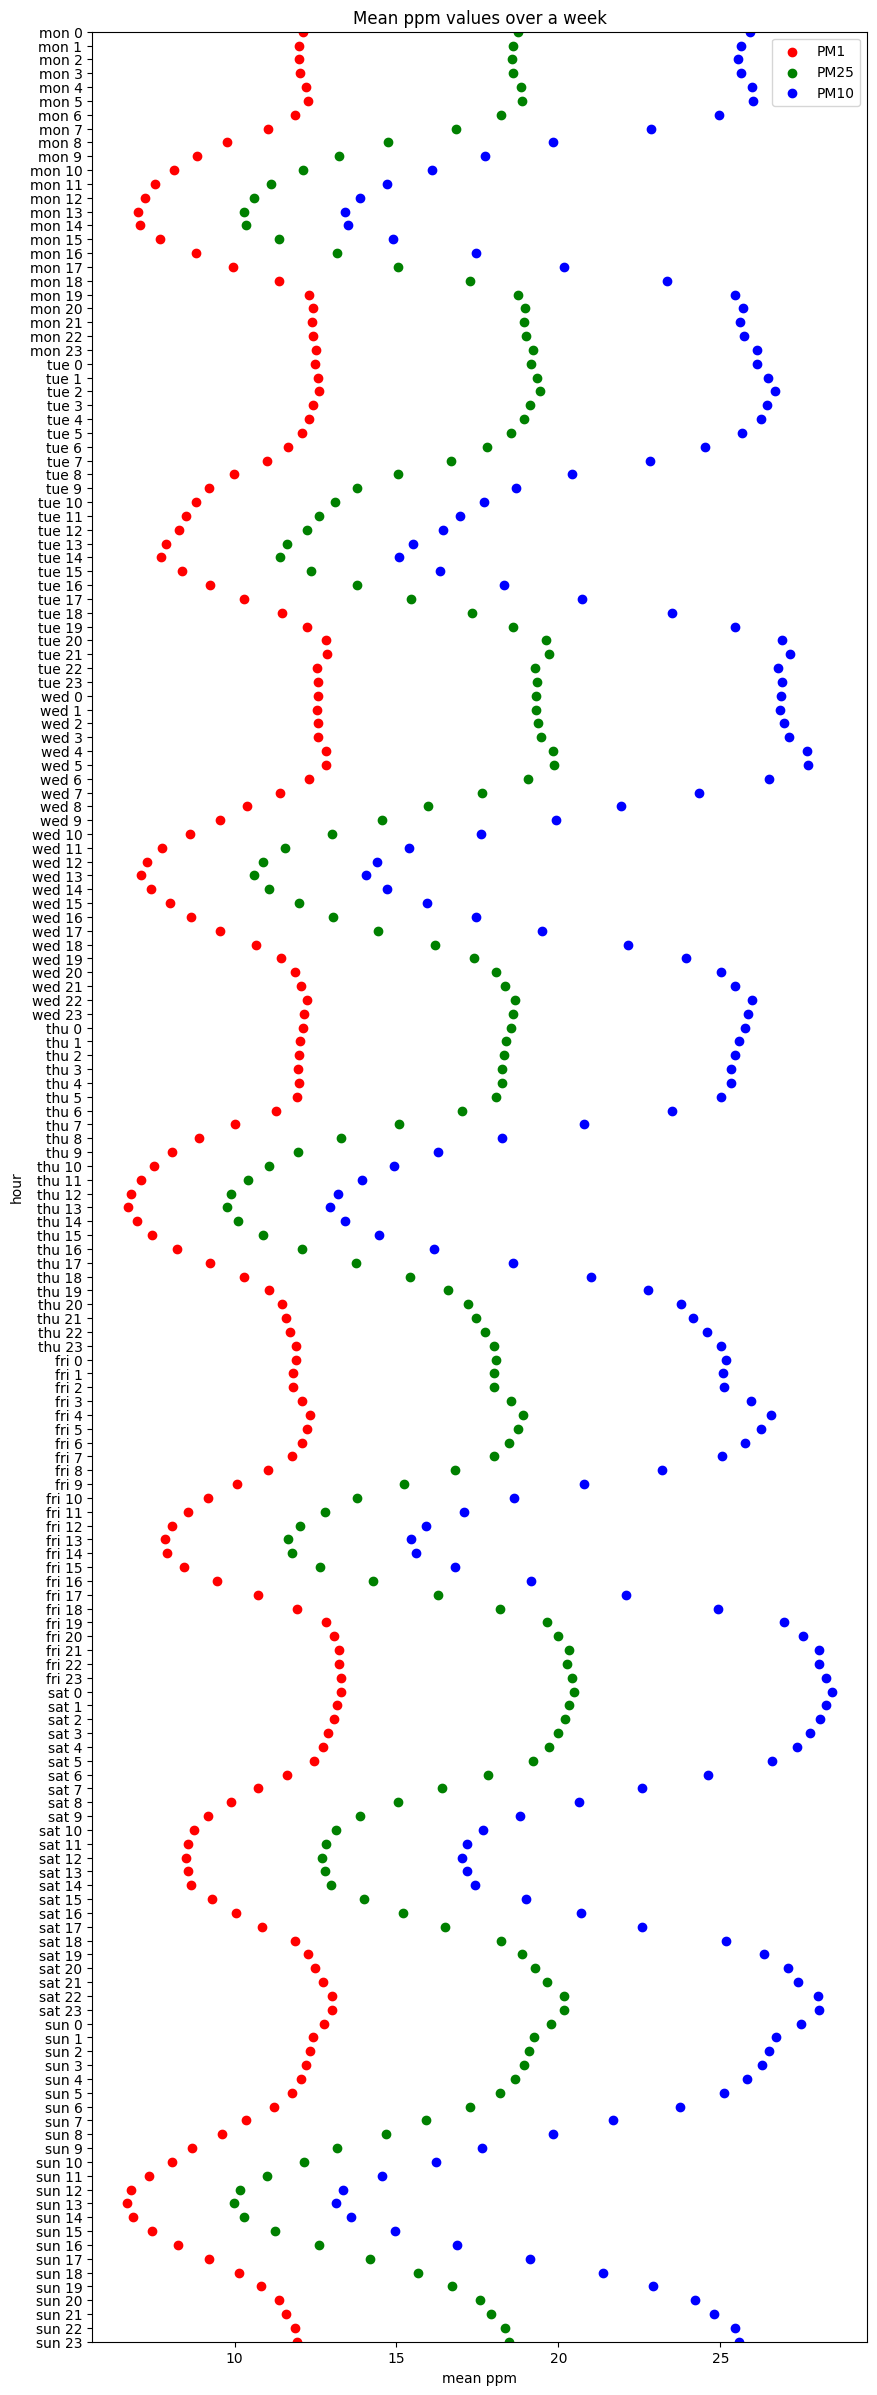 Mean ppm values over a week
PM1
PM25
PM10
mon 0
mon 1
mon 2
mon 3
mon 4
mon 5
mon 6
mon 7
mon 8
mon 9
mon 10
mon 11
mon 12
mon 13
mon 14
mon 15
mon 16
mon 17
mon 18
mon 19
mon 20
mon 21
mon 22
mon 23
tue 0
tue 1
tue 2
tue 3
tue 4
tue 5
tue 6
tue 7
tue 8
tue 9
tue 10
tue 11
tue 12
tue 13
tue 14
tue 15
tue 16
tue 17
tue 18
tue 19
tue 20
tue 21
tue 22
tue 23
wed 0
wed 1
wed 2
wed 3
wed 4
wed 5
wed 6
wed 7
wed 8
wed 9
wed 10
wed 11
wed 12
wed 13
wed 14
wed 15
wed 16
wed 17
wed 18
wed 19
wed 20
wed 21
wed 22
wed 23
thu 0
thu 1
thu 2
thu 3
thu 4
thu 5
thu 6
thu 7
thu 8
thu 9
thu 10
thu 11
thu 12
thu 13
thu 14
thu 15
thu 16
thu 17
thu 18
thu 19
thu 20
thu 21
thu 22
thu 23
fri 0
fri 1
fri 2
fri 3
fri 4
fri 5
fri 6
fri 7
fri 8
fri 9
fri 10
fri 11
fri 12
fri 13
fri 14
fri 15
fri 16
fri 17
fri 18
fri 19
fri 20
fri 21
fri 22
fri 23
sat 0
sat 1
sat 2
sat 3
sat 4
sat 5
sat 6
sat 7
sat 8
sat 9
sat 10
sat 11
sat 12
sat 13
sat 14
sat 15
sat 16
sat 17
sat 18
sat 19
sat 20
sat 21
sat 22
sat 23
sun 0
sun 1
sun 2
sun 3
sun 4
sun 5
sun 6
sun 7
sun 8
sun 9
sun 10
sun 11
sun 12
sun 13
sun 14
sun 15
sun 16
sun 17
sun 18
sun 19
sun 20
sun 21
sun 22
sun 23
hour
10 15 20 25
mean ppm